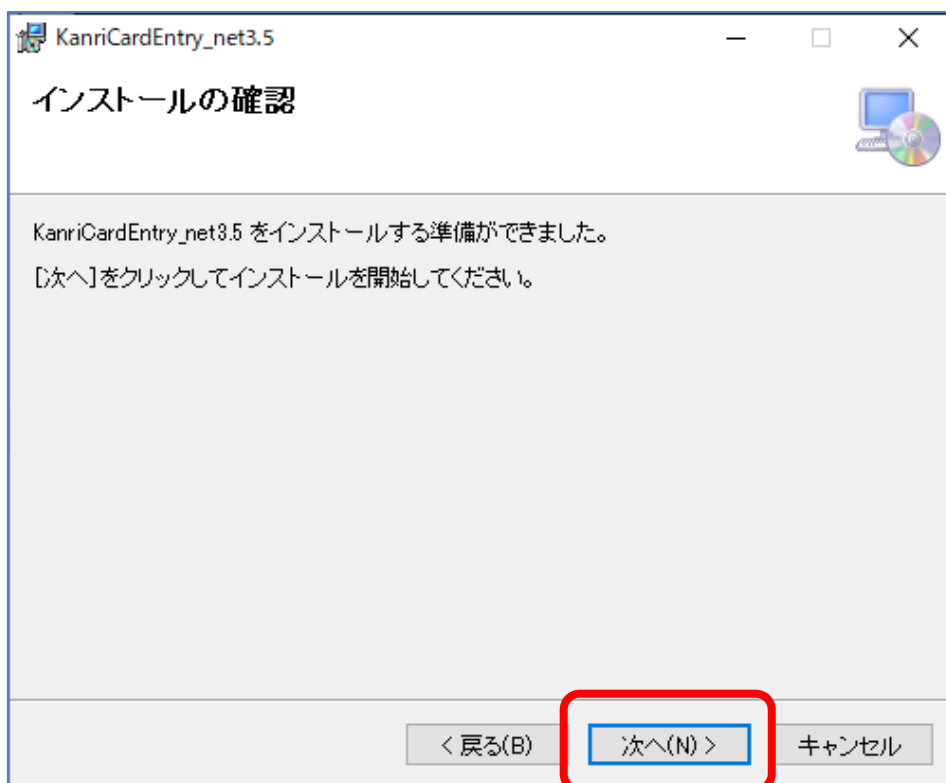 KanriCardEntry_net3.5
インストールの確認
KanriCardEntry_net3.5 をインストールする準備ができました。
[次へ]をクリックしてインストールを開始してください。
< 戻る(B)
次へ(N) >
キャンセル